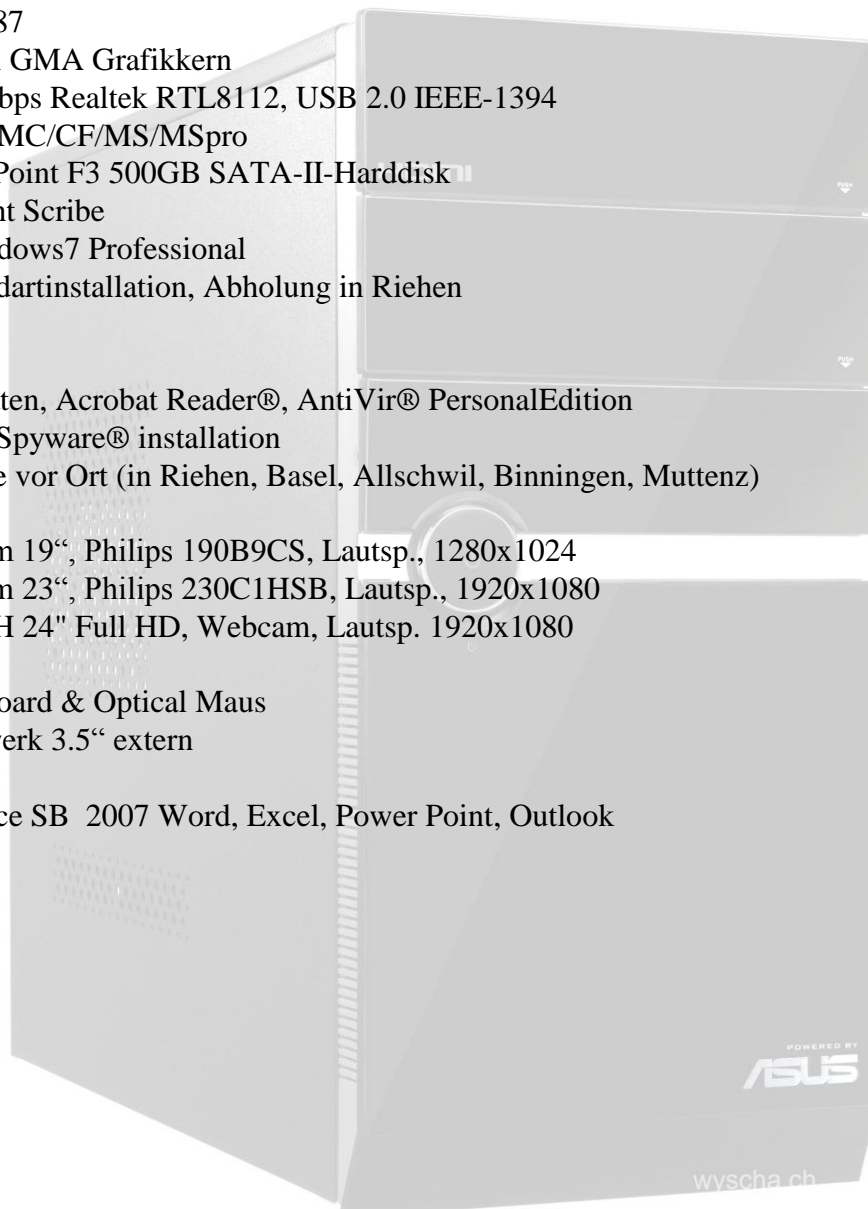 87
GMA Grafikkern
bps Realtek RTL8112, USB 2.0 IEEE-1394
MC/CF/MS/MSpro
Point F3 500GB SATA-II-Harddisk
nt Scribe
dows7 Professional
dartinstallation, Abholung in Riehen
PUSH
PUSH
ten, Acrobat Reader®, AntiVir® PersonalEdition
Spyware® installation
e vor Ort (in Riehen, Basel, Allschwil, Binningen, Muttenz)
m 19“, Philips 190B9CS, Lautsp., 1280x1024
m 23“, Philips 230C1HSB, Lautsp., 1920x1080
H 24" Full HD, Webcam, Lautsp. 1920x1080
oard & Optical Maus
erk 3.5“ extern
ce SB  2007 Word, Excel, Power Point, Outlook
POWERED BY
ASUS
wyscha.ch